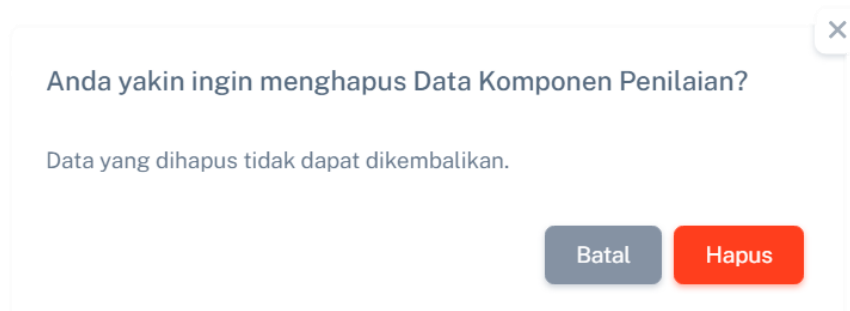 Anda yakin ingin menghapus Data Komponen Penilaian?
Data yang dihapus tidak dapat dikembalikan.
Batal Hapus